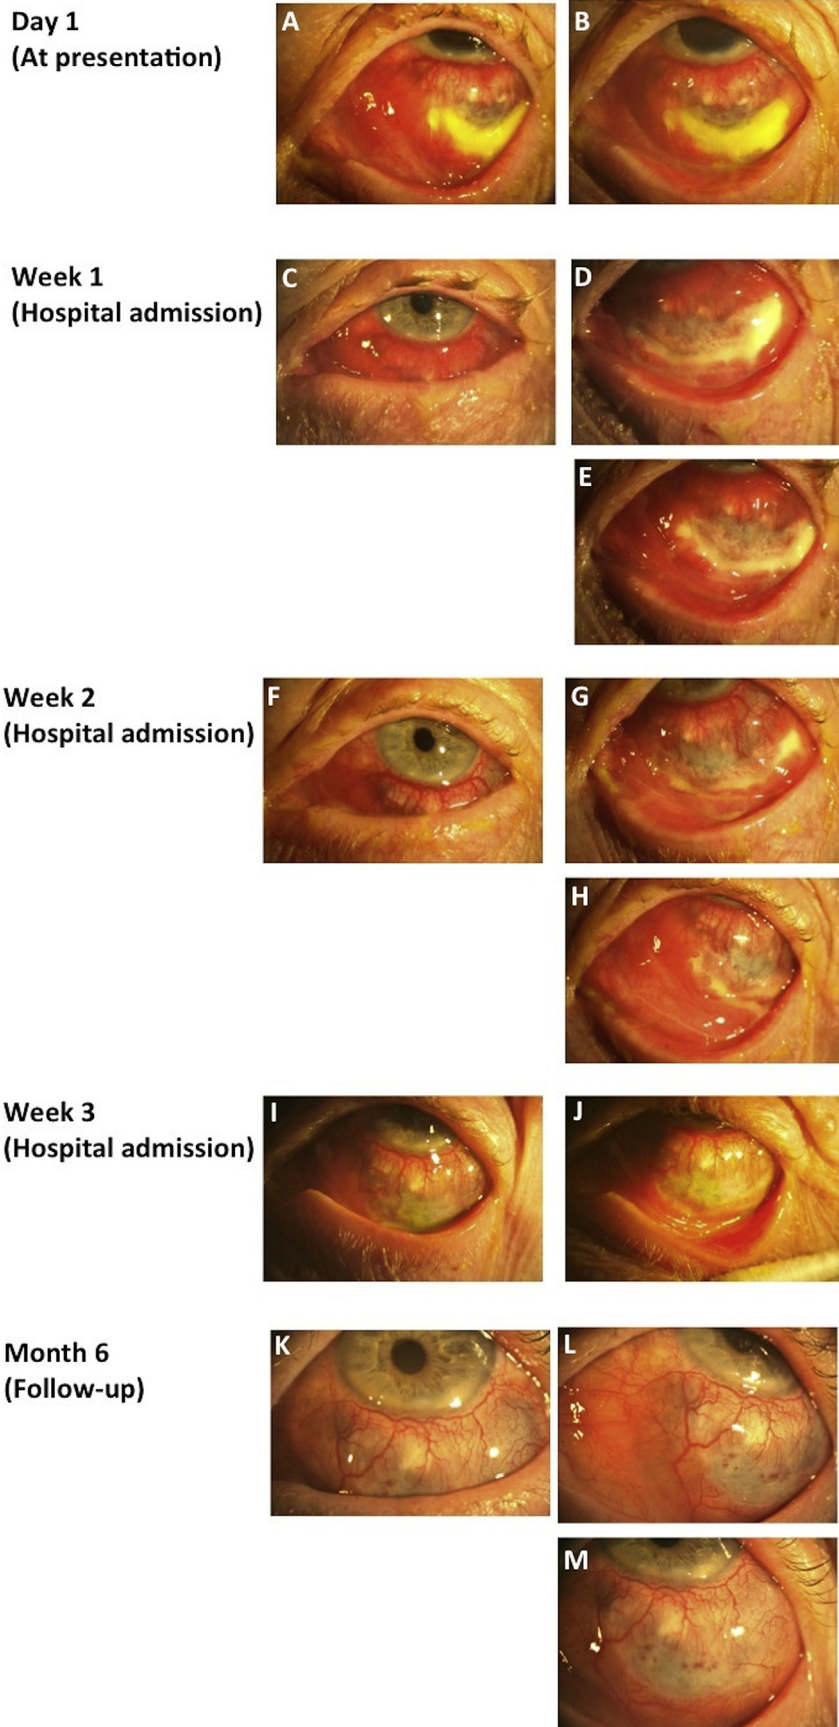 Day 1
(At presentation)
A
B
Week 1
(Hospital admission)
C
D
E
Week 2
(Hospital admission)
F
G
H
Week 3
(Hospital admission)
I
J
Month 6
(Follow-up)
K
L
M